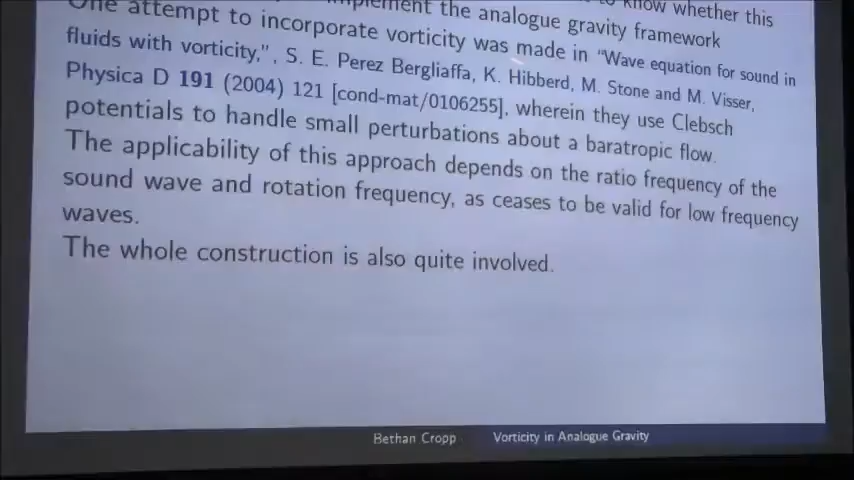 implement the analogue gravity framework to know whether this
One attempt to incorporate vorticity was made in "Wave equation for sound in
fluids with vorticity,", S. E. Perez Bergliaffa, K. Hibberd, M. Stone and M. Visser,
Physica D 191 (2004) 121 [cond-mat/0106255], wherein they use Clebsch
potentials to handle small perturbations about a baratropic flow.
The applicability of this approach depends on the ratio frequency of the
sound wave and rotation frequency, as ceases to be valid for low frequency
waves.
The whole construction is also quite involved.
Bethan Cropp Vorticity in Analogue Gravity